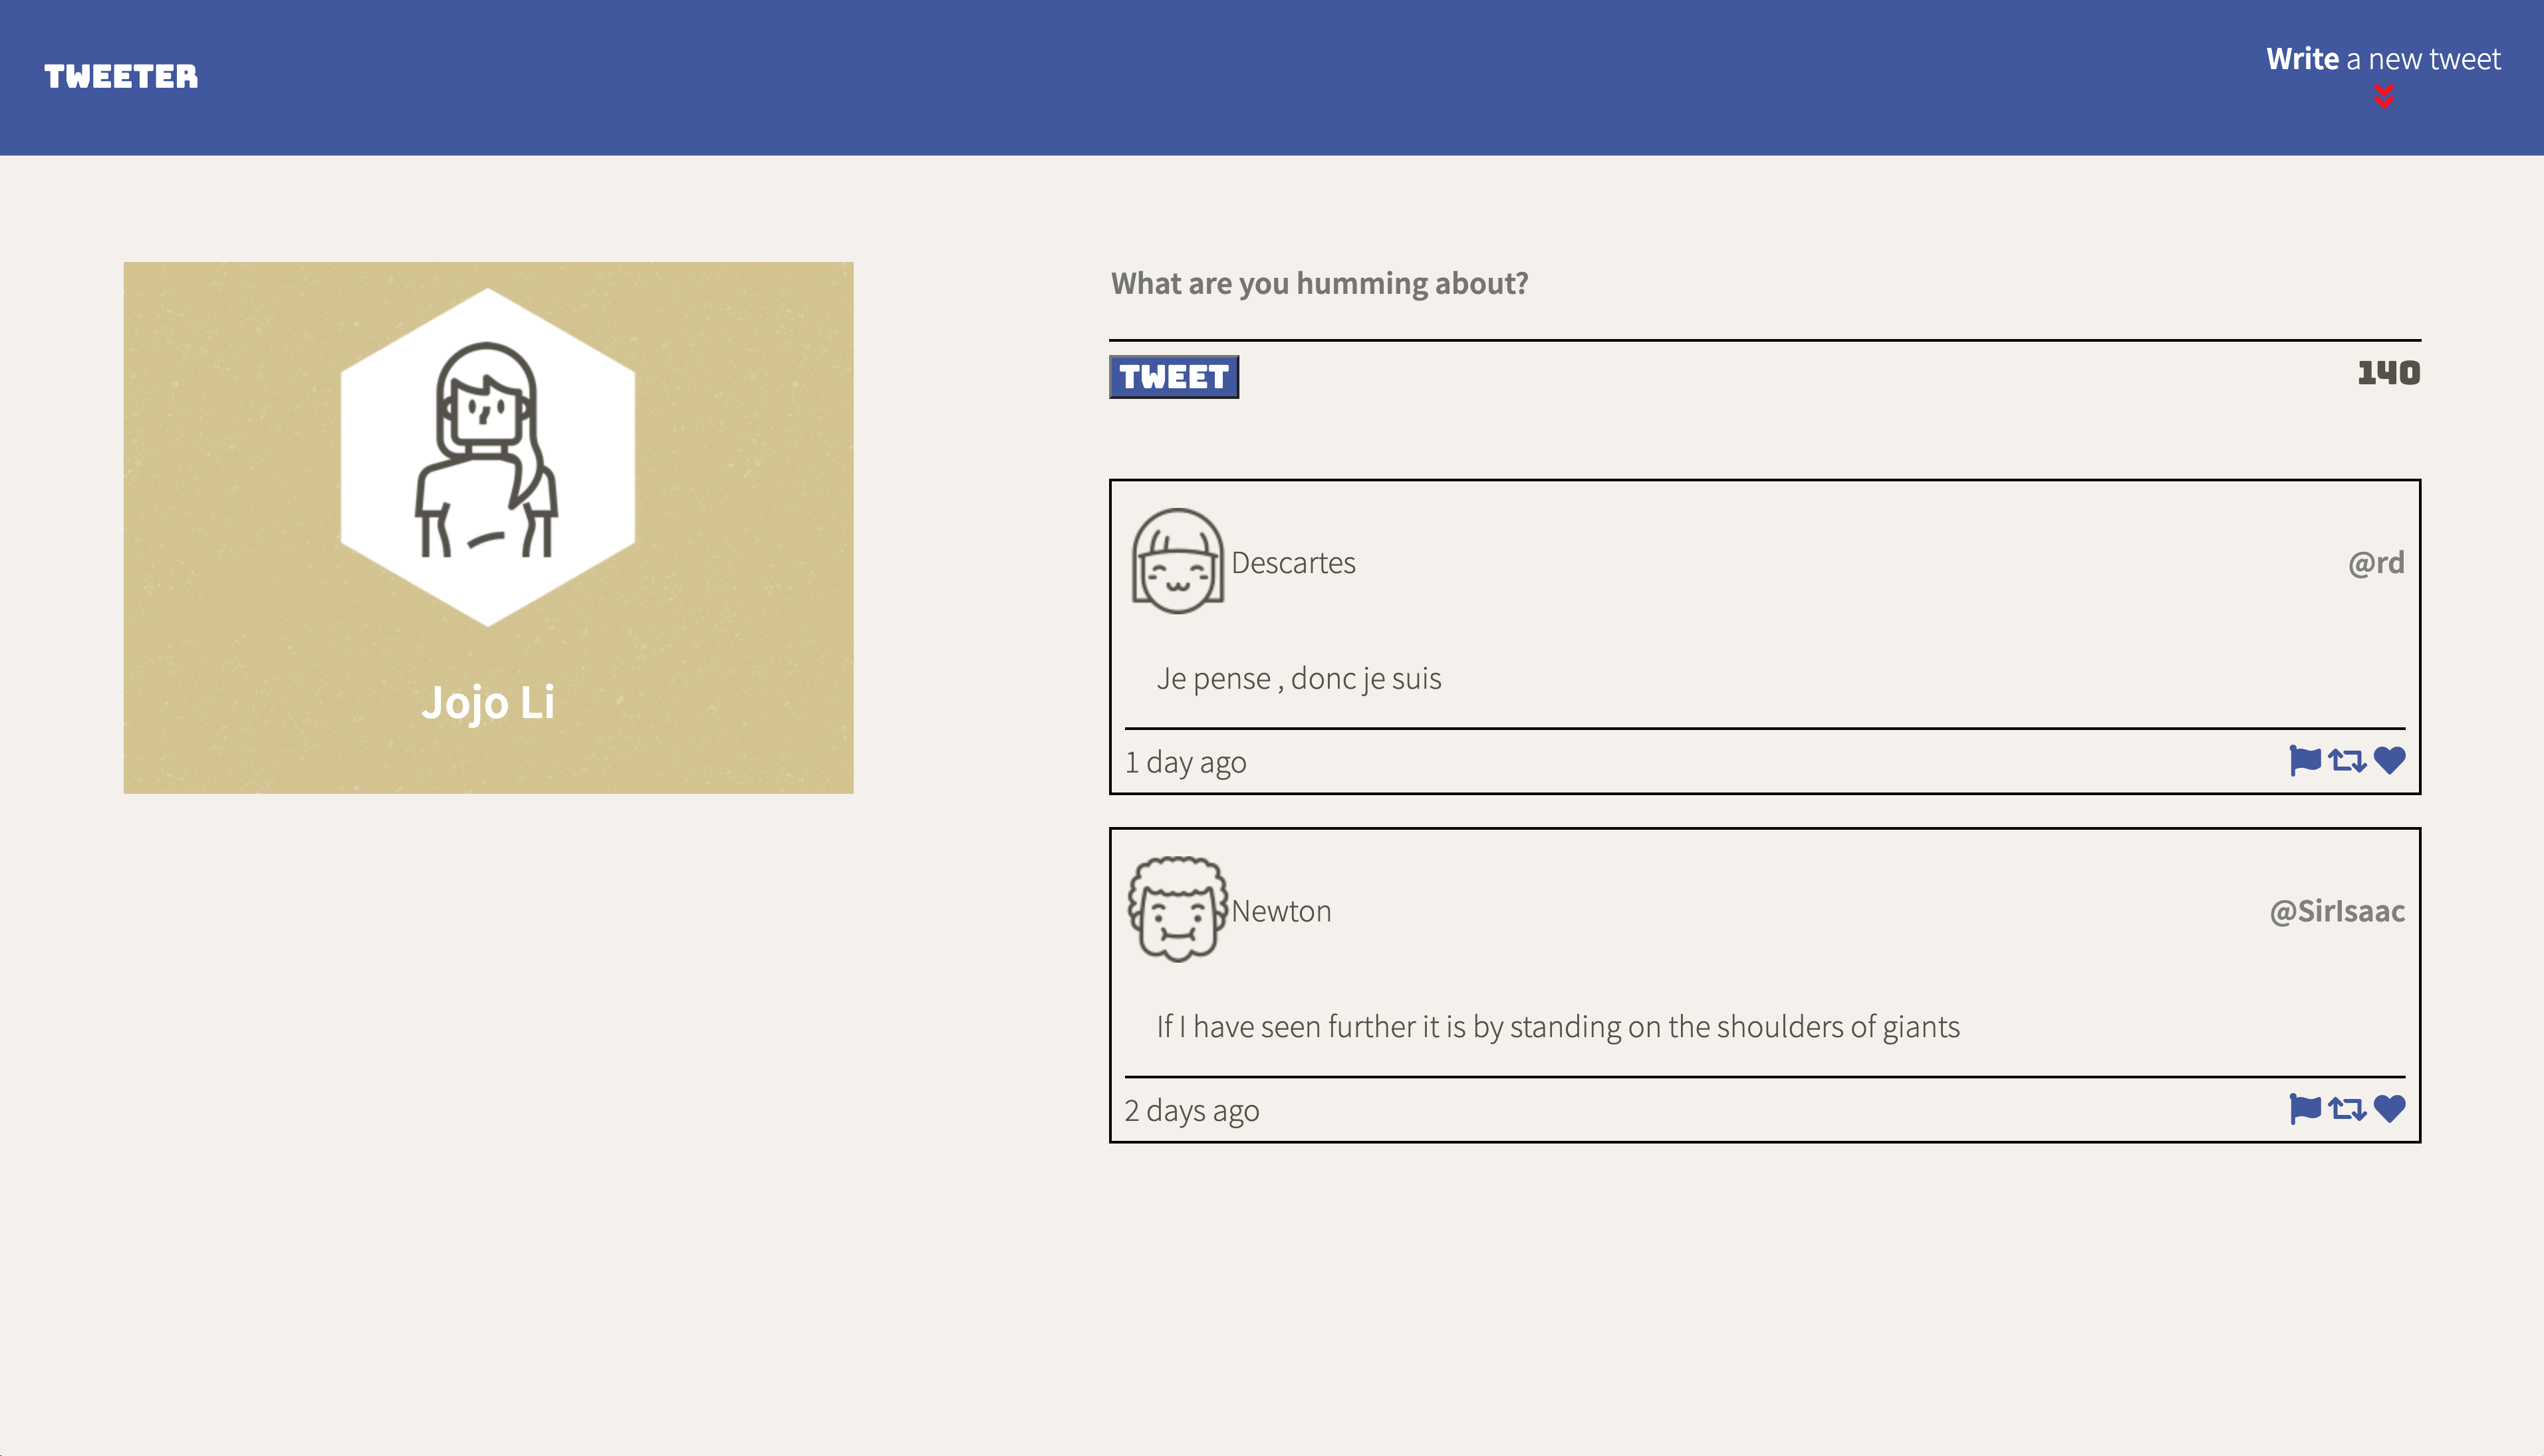 TWEETER
Write a new tweet
Jojo Li
What are you humming about?
TWEET
140
Descartes
@rd
Je pense , donc je suis
1 day ago
Newton
@SirIsaac
If I have seen further it is by standing on the shoulders of giants
2 days ago